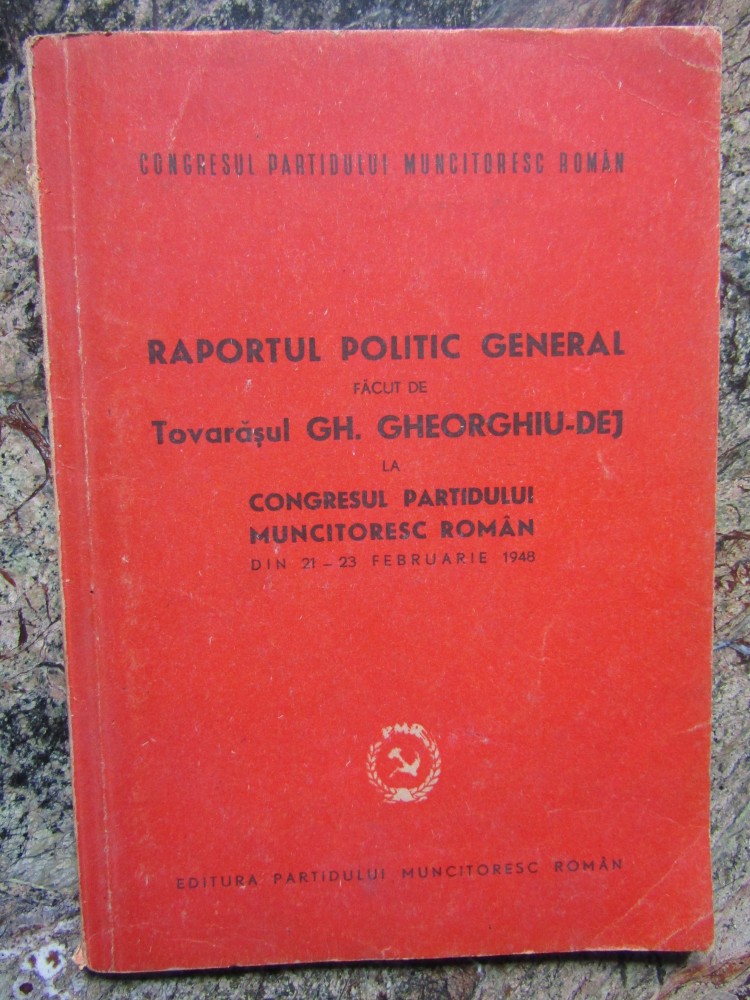 CONGRESUL PARTIDULUI MUNCITORESC ROMÂN
RAPORTUL POLITIC GENERAL
FĂCUT DE
Tovarășul GH. GHEORGHIU-DEJ
LA
CONGRESUL PARTIDULUI
MUNCITORESC ROMÂN
DIN 21 – 23 FEBRUARIE 1948
PMR
EDITURA PARTIDULUI MUNCITORESC ROMÂN